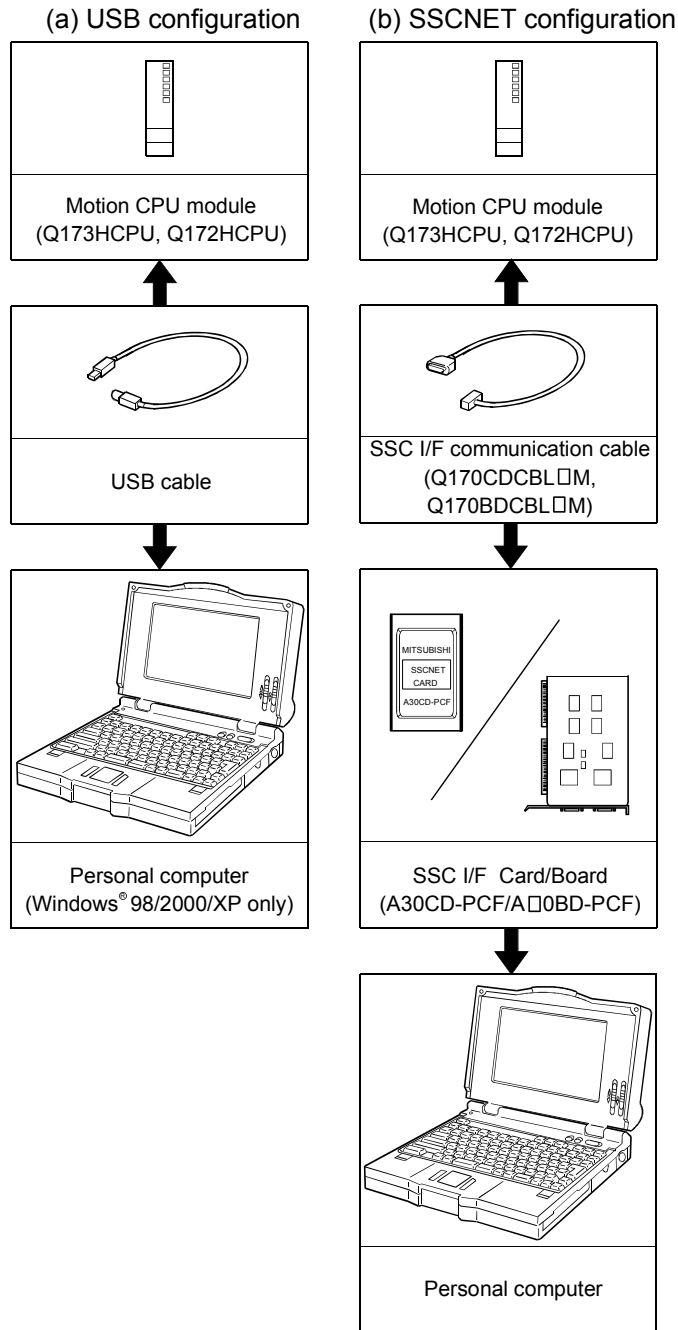 (a) USB configuration
Motion CPU module
(Q173HCPU, Q172HCPU)
USB cable
Personal computer
(Windows® 98/2000/XP only)
(b) SSCNET configuration
Motion CPU module
(Q173HCPU, Q172HCPU)
SSC I/F communication cable
(Q170CDCBL□M,
Q170BDCBL□M)
MITSUBISHI
SSCNET
CARD
A30CD-PCF
SSC I/F Card/Board
(A30CD-PCF/A□0BD-PCF)
Personal computer